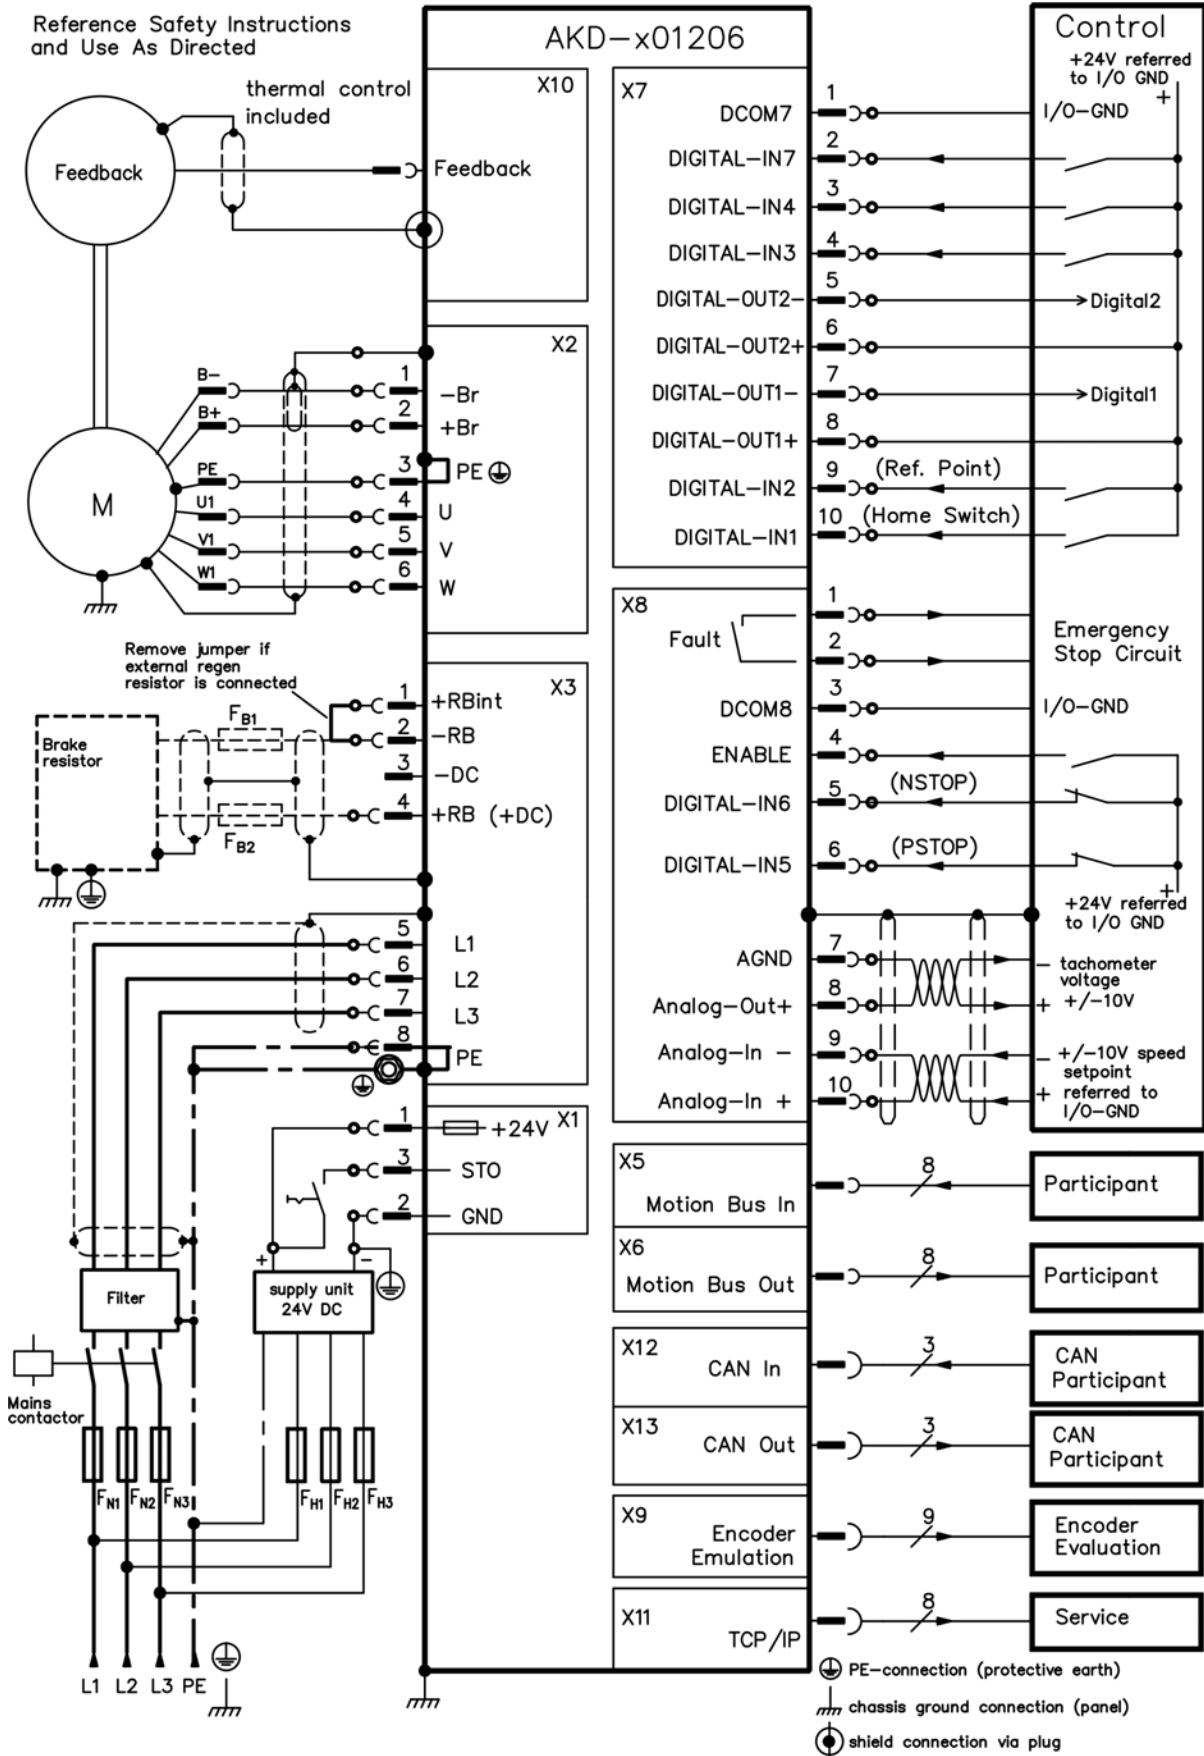 Reference Safety Instructions
and Use As Directed
AKD-x01206
Control
+24V referred
to I/O GND
+
thermal control
included
Feedback
X10
Feedback
X7
DCOM7
1
I/O-GND
DIGITAL-IN7
2
DIGITAL-IN4
3
DIGITAL-IN3
4
DIGITAL-OUT2-
5
Digital2
DIGITAL-OUT2+
6
DIGITAL-OUT1-
7
Digital1
DIGITAL-OUT1+
8
DIGITAL-IN2
9
(Ref. Point)
DIGITAL-IN1
10
(Home Switch)
X2
B-
1
-Br
B+
2
+Br
PE
3
PE
M
U1
4
U
V1
5
V
W1
6
W
X8
Fault
1
2
Emergency
Stop Circuit
DCOM8
3
I/O-GND
ENABLE
4
DIGITAL-IN6
5
(NSTOP)
DIGITAL-IN5
6
(PSTOP)
+
+24V referred
to I/O GND
AGND
7
- tachometer
voltage
Analog-Out+
8
+ +/-10V
Analog-In -
9
- +/-10V speed
setpoint
Analog-In +
10
+ referred to
I/O-GND
Remove jumper if
external regen
resistor is connected
X3
1
+RBint
FB1
2
-RB
Brake
resistor
3
-DC
4
+RB (+DC)
FB2
5
L1
6
L2
7
L3
8
PE
X1
1
+24V
3
STO
2
GND
+
-
Filter
supply unit
24V DC
Mains
contactor
FN1
FN2
FN3
FH1
FH2
FH3
L1
L2
L3
PE
X5
Motion Bus In
8
Participant
X6
Motion Bus Out
8
Participant
X12
CAN In
3
CAN
Participant
X13
CAN Out
3
CAN
Participant
X9
Encoder
Emulation
9
Encoder
Evaluation
X11
TCP/IP
8
Service
PE-connection (protective earth)
chassis ground connection (panel)
shield connection via plug